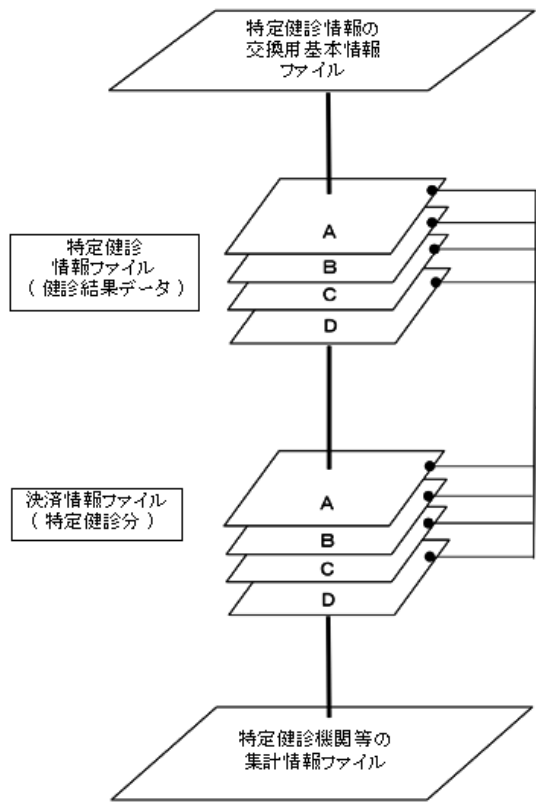 特定健診情報の
交換用基本情報
ファイル
A
B
C
D
特定健診
情報ファイル
(健診結果データ)
A
B
C
D
決済情報ファイル
(特定健診分)
特定健診機関等の
集計情報ファイル